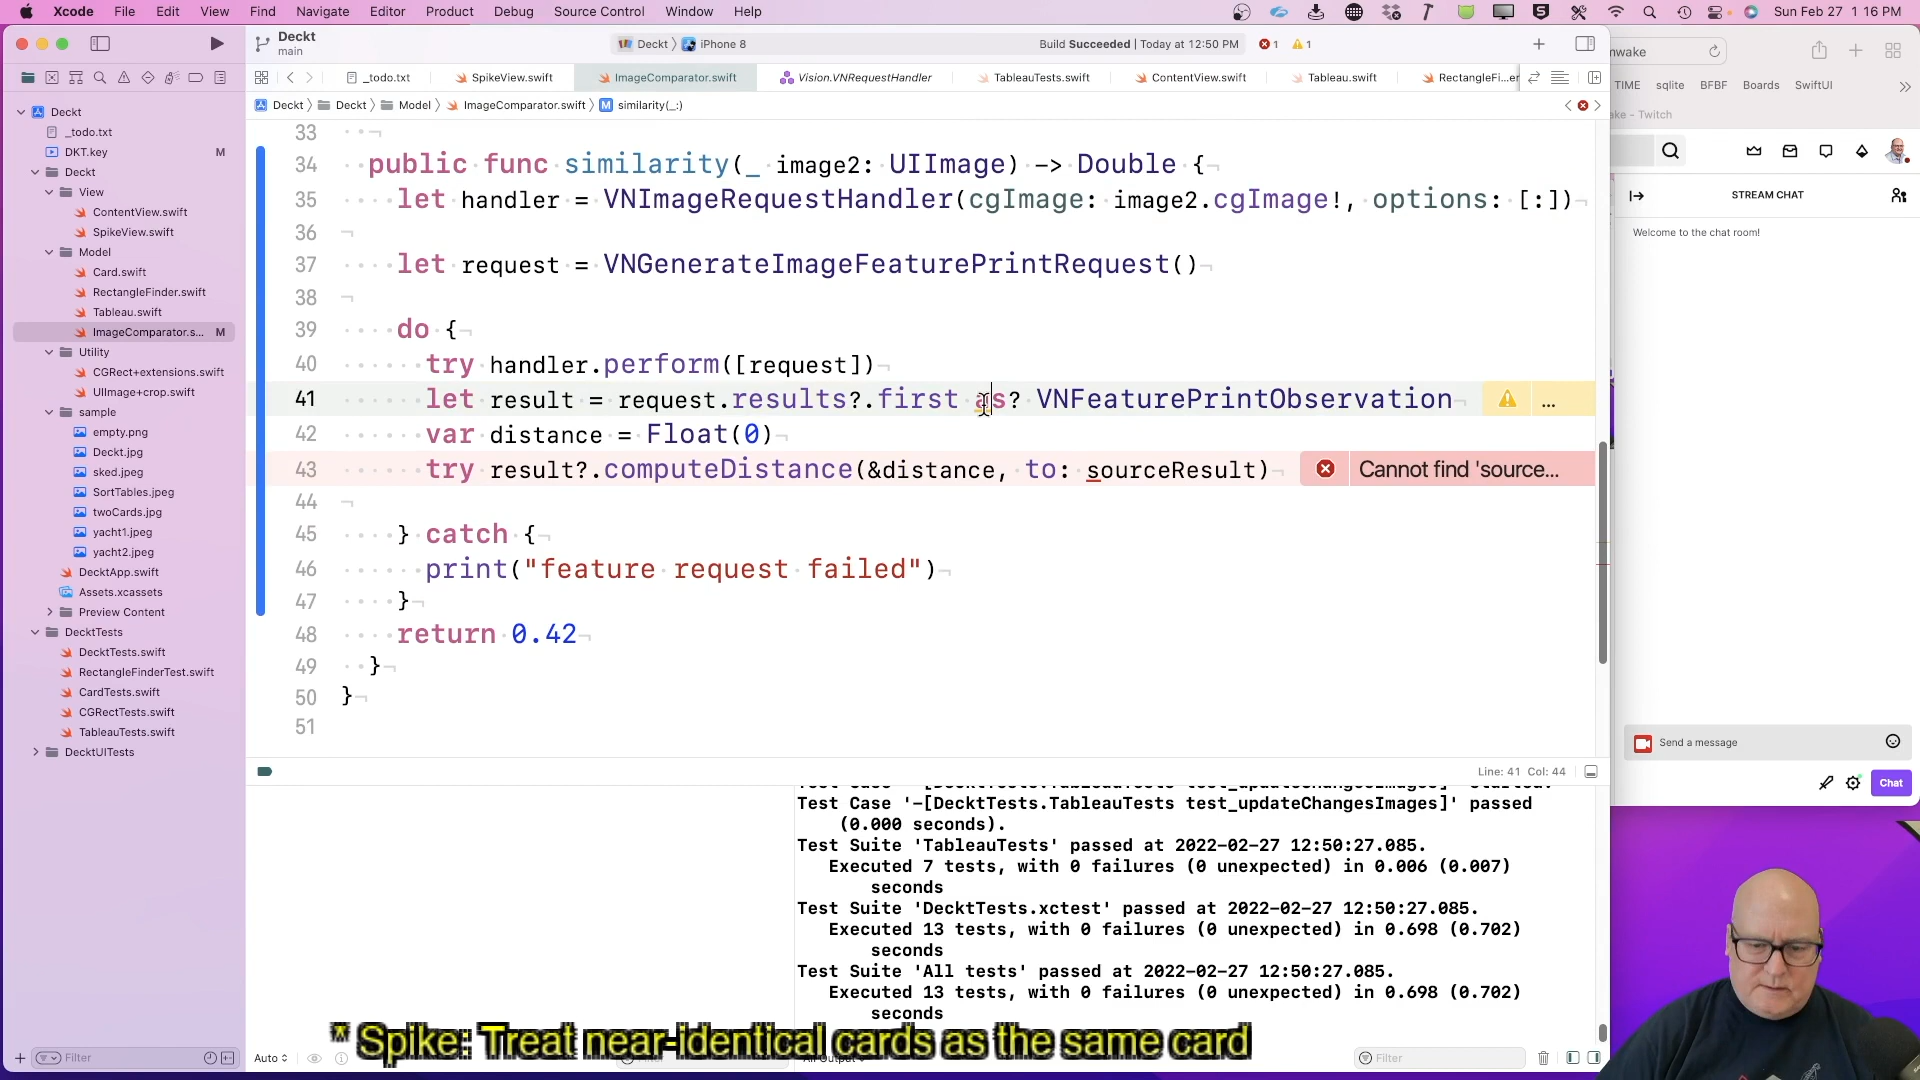 Xcode File Edit View Find Navigate Editor Product Debug Source Control Window Help
Sun Feb 27 1 16 PM
Deckt
main
Deckt 〉 iPhone 8
Build Succeeded | Today at 12:50 PM
1
1
_todo.txt
SpikeView.swift
ImageComparator.swift
Vision.VNRequestHandler
TableauTests.swift
ContentView.swift
Tableau.swift
RectangleFi...er
Deckt 〉 Deckt 〉 Model 〉 ImageComparator.swift 〉 M similarity(_:)
Deckt
_todo.txt
DKT.key M
Deckt
View
ContentView.swift
SpikeView.swift
Model
Card.swift
RectangleFinder.swift
Tableau.swift
ImageComparator.s... M
Utility
CGRect+extensions.swift
UIImage+crop.swift
sample
empty.png
Deckt.jpg
sked.jpeg
SortTables.jpeg
twoCards.jpg
yacht1.jpeg
yacht2.jpeg
DecktApp.swift
Assets.xcassets
Preview Content
DecktTests
DecktTests.swift
RectangleFinderTest.swift
CardTests.swift
CGRectTests.swift
TableauTests.swift
DecktUITests
Filter
33
34 public func similarity(_ image2: UIImage) -> Double {
35 let handler = VNImageRequestHandler(cgImage: image2.cgImage!, options: [:])
36
37 let request = VNGenerateImageFeaturePrintRequest()
38
39 do {
40 try handler.perform([request])
41 let result = request.results?.first as? VNFeaturePrintObservation ...
42 var distance = Float(0)
43 try result?.computeDistance(&distance, to: sourceResult) Cannot find 'source...
44
45 } catch {
46 print("feature request failed")
47 }
48 return 0.42
49 }
50 }
51
Line: 41 Col: 44
Test Case '-[DecktTests.TableauTests test_updateChangesImages]' started.
Test Case '-[DecktTests.TableauTests test_updateChangesImages]' passed
(0.000 seconds).
Test Suite 'TableauTests' passed at 2022-02-27 12:50:27.085.
Executed 7 tests, with 0 failures (0 unexpected) in 0.006 (0.007)
seconds
Test Suite 'DecktTests.xctest' passed at 2022-02-27 12:50:27.085.
Executed 13 tests, with 0 failures (0 unexpected) in 0.698 (0.702)
seconds
Test Suite 'All tests' passed at 2022-02-27 12:50:27.085.
Executed 13 tests, with 0 failures (0 unexpected) in 0.698 (0.702)
seconds
* Spike: Treat near-identical cards as the same card
Auto
Filter
nwake
TIME sqlite BFBF Boards SwiftUI
ake - Twitch
STREAM CHAT
Welcome to the chat room!
Send a message
Chat